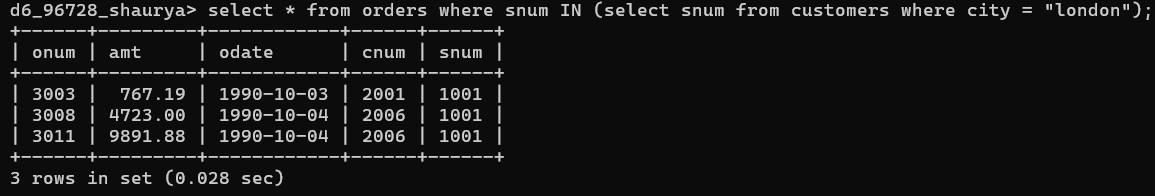 d6_96728_shaurya> select * from orders where snum IN (select snum from customers where city = "london");
+------+---------+------------+------+------+
| onum | amt     | odate      | cnum | snum |
+------+---------+------------+------+------+
| 3003 |  767.19 | 1990-10-03 | 2001 | 1001 |
| 3008 | 4723.00 | 1990-10-04 | 2006 | 1001 |
| 3011 | 9891.88 | 1990-10-04 | 2006 | 1001 |
+------+---------+------------+------+------+
3 rows in set (0.028 sec)